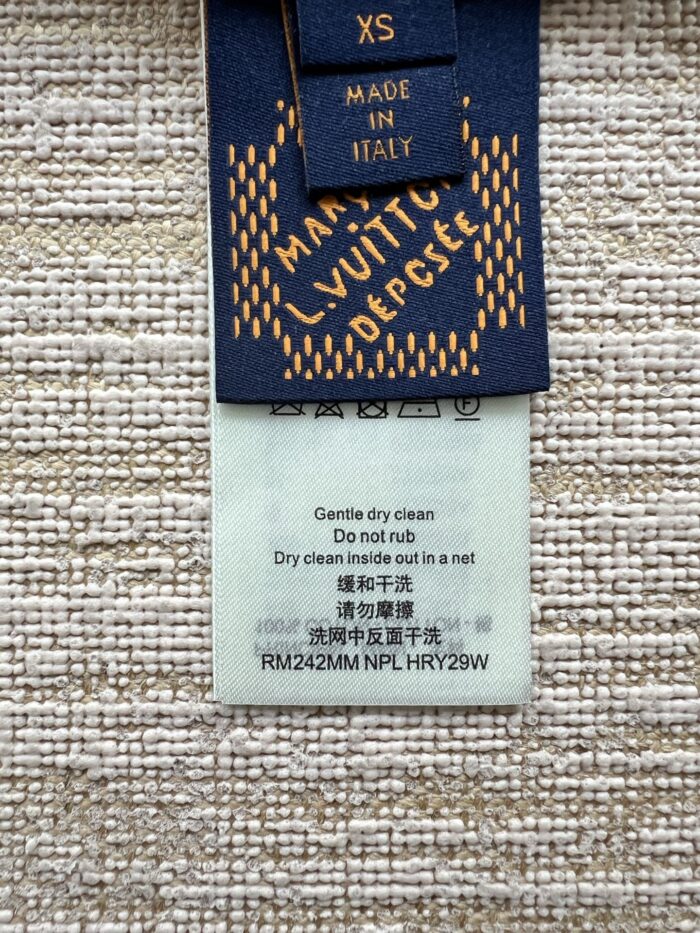 XS
MADE
IN
ITALY
L.VUITTO
DÉPOSÉE
F
Gentle dry clean
Do not rub
Dry clean inside out in a net
缓和干洗
请勿摩擦
洗网中反面干洗
RM242MM NPL HRY29W